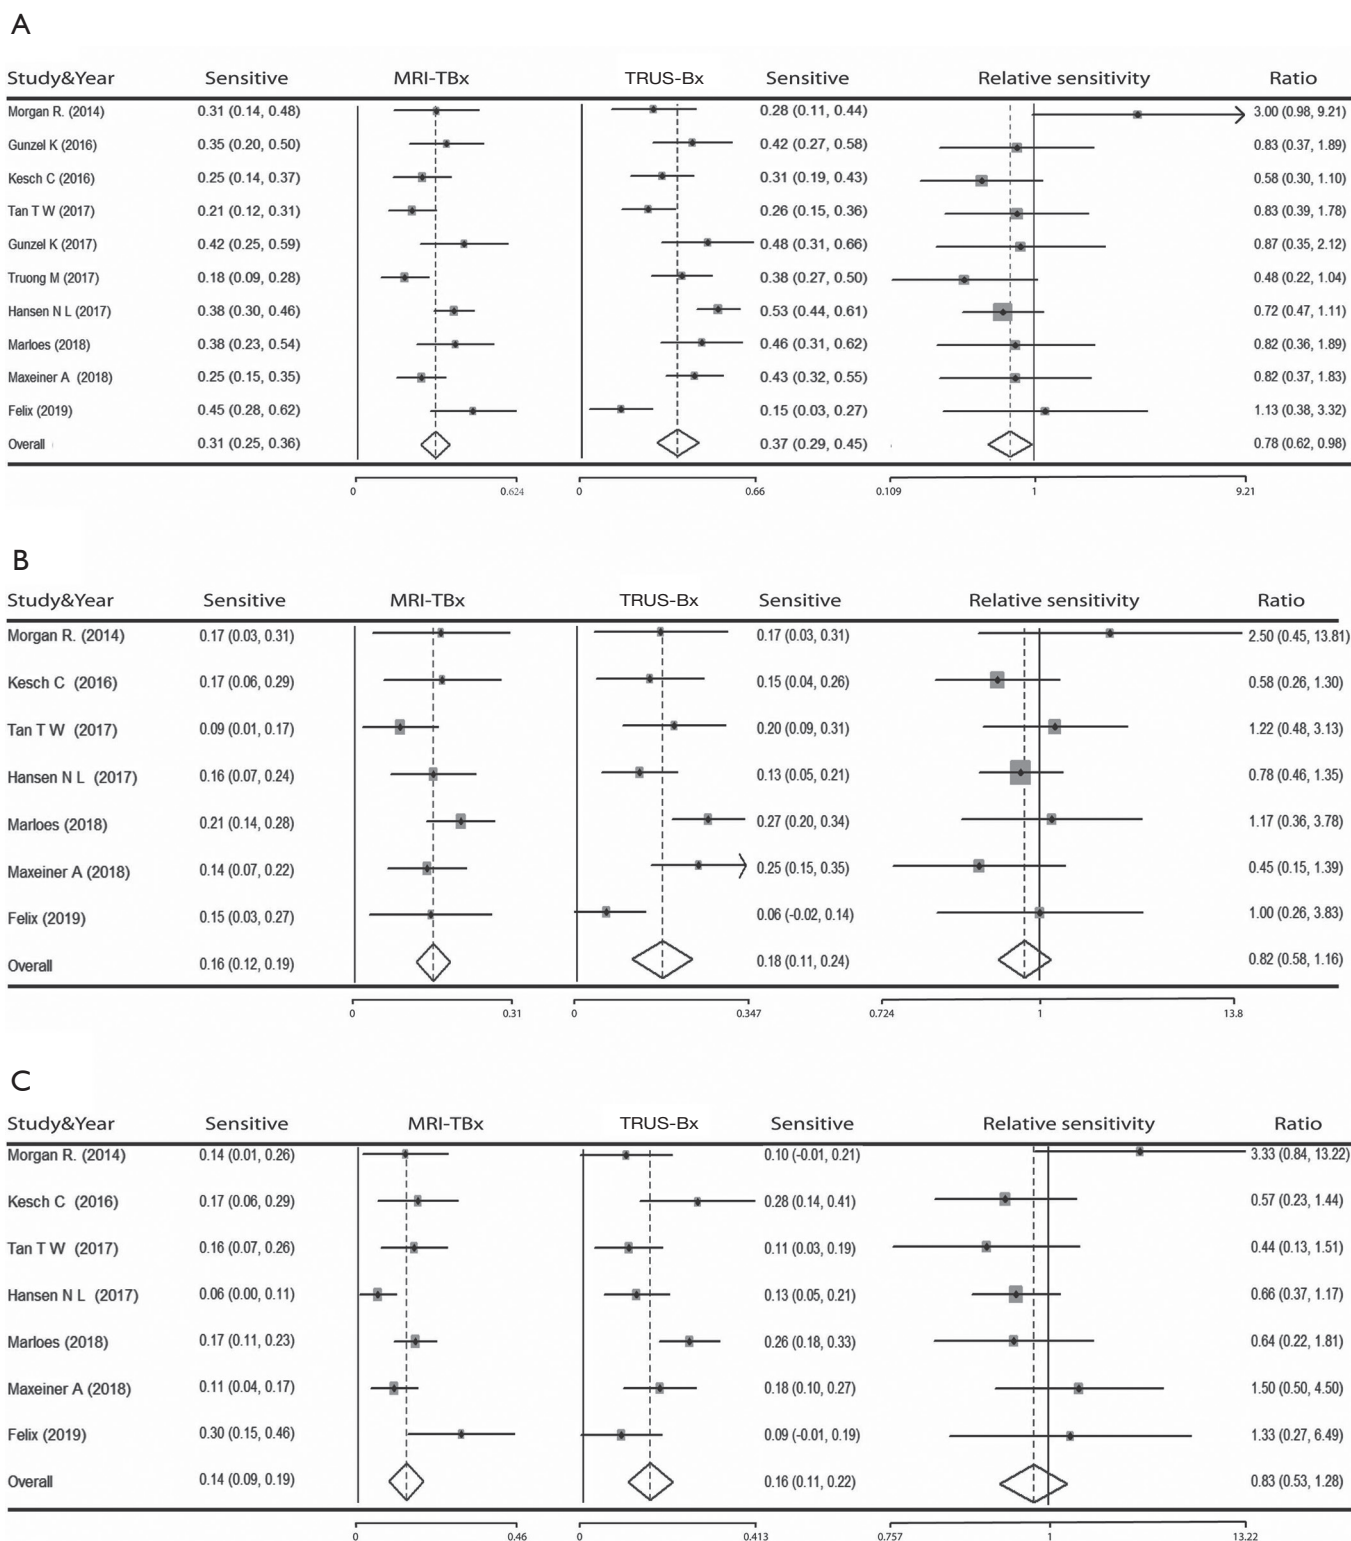 A
Study&Year Sensitive MRI-TBx TRUS-Bx Sensitive Relative sensitivity Ratio
Morgan R. (2014) 0.31 (0.14, 0.48) 0.28 (0.11, 0.44) 3.00 (0.98, 9.21)
Gunzel K (2016) 0.35 (0.20, 0.50) 0.42 (0.27, 0.58) 0.83 (0.37, 1.89)
Kesch C (2016) 0.25 (0.14, 0.37) 0.31 (0.19, 0.43) 0.58 (0.30, 1.10)
Tan T W (2017) 0.21 (0.12, 0.31) 0.26 (0.15, 0.36) 0.83 (0.39, 1.78)
Gunzel K (2017) 0.42 (0.25, 0.59) 0.48 (0.31, 0.66) 0.87 (0.35, 2.12)
Truong M (2017) 0.18 (0.09, 0.28) 0.38 (0.27, 0.50) 0.48 (0.22, 1.04)
Hansen N L (2017) 0.38 (0.30, 0.46) 0.53 (0.44, 0.61) 0.72 (0.47, 1.11)
Marloes (2018) 0.38 (0.23, 0.54) 0.46 (0.31, 0.62) 0.82 (0.36, 1.89)
Maxeiner A (2018) 0.25 (0.15, 0.35) 0.43 (0.32, 0.55) 0.82 (0.37, 1.83)
Felix (2019) 0.45 (0.28, 0.62) 0.15 (0.03, 0.27) 1.13 (0.38, 3.32)
Overall 0.31 (0.25, 0.36) 0.37 (0.29, 0.45) 0.78 (0.62, 0.98)
0 0.624 0 0.66 0.109 1 9.21
B
Study&Year Sensitive MRI-TBx TRUS-Bx Sensitive Relative sensitivity Ratio
Morgan R. (2014) 0.17 (0.03, 0.31) 0.17 (0.03, 0.31) 2.50 (0.45, 13.81)
Kesch C (2016) 0.17 (0.06, 0.29) 0.15 (0.04, 0.26) 0.58 (0.26, 1.30)
Tan T W (2017) 0.09 (0.01, 0.17) 0.20 (0.09, 0.31) 1.22 (0.48, 3.13)
Hansen N L (2017) 0.16 (0.07, 0.24) 0.13 (0.05, 0.21) 0.78 (0.46, 1.35)
Marloes (2018) 0.21 (0.14, 0.28) 0.27 (0.20, 0.34) 1.17 (0.36, 3.78)
Maxeiner A (2018) 0.14 (0.07, 0.22) 0.25 (0.15, 0.35) 0.45 (0.15, 1.39)
Felix (2019) 0.15 (0.03, 0.27) 0.06 (-0.02, 0.14) 1.00 (0.26, 3.83)
Overall 0.16 (0.12, 0.19) 0.18 (0.11, 0.24) 0.82 (0.58, 1.16)
0 0.31 0 0.347 0.724 1 13.8
C
Study&Year Sensitive MRI-TBx TRUS-Bx Sensitive Relative sensitivity Ratio
Morgan R. (2014) 0.14 (0.01, 0.26) 0.10 (-0.01, 0.21) 3.33 (0.84, 13.22)
Kesch C (2016) 0.17 (0.06, 0.29) 0.28 (0.14, 0.41) 0.57 (0.23, 1.44)
Tan T W (2017) 0.16 (0.07, 0.26) 0.11 (0.03, 0.19) 0.44 (0.13, 1.51)
Hansen N L (2017) 0.06 (0.00, 0.11) 0.13 (0.05, 0.21) 0.66 (0.37, 1.17)
Marloes (2018) 0.17 (0.11, 0.23) 0.26 (0.18, 0.33) 0.64 (0.22, 1.81)
Maxeiner A (2018) 0.11 (0.04, 0.17) 0.18 (0.10, 0.27) 1.50 (0.50, 4.50)
Felix (2019) 0.30 (0.15, 0.46) 0.09 (-0.01, 0.19) 1.33 (0.27, 6.49)
Overall 0.14 (0.09, 0.19) 0.16 (0.11, 0.22) 0.83 (0.53, 1.28)
0 0.46 0 0.413 0.757 1 13.22